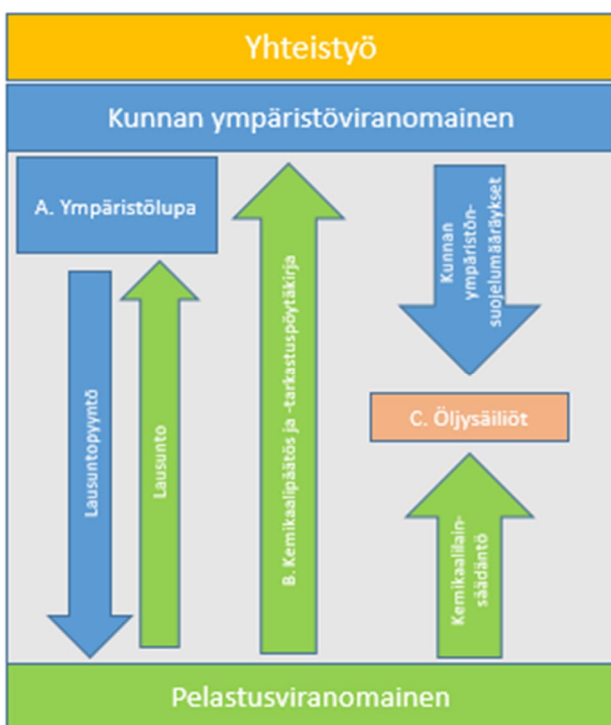 Yhteistyö
Kunnan ympäristöviranomainen
A. Ympäristölupa
Lausuntopyyntö
Lausunto
B. Kemikaalipäätös ja -tarkastuspöytäkirja
Kunnan
ympäristön-
suojelumääräykset
C. Öljysäiliöt
Kemikaalilain-
säädäntö
Pelastusviranomainen